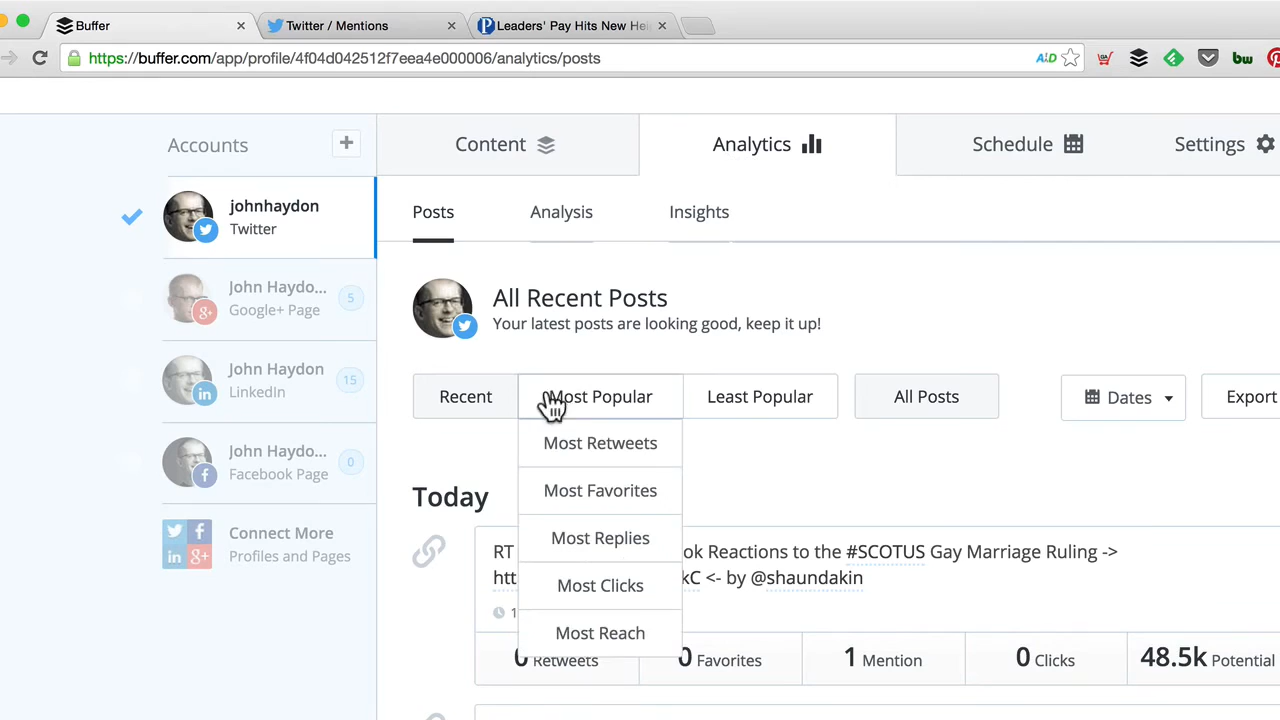 Buffer
Twitter / Mentions
Leaders' Pay Hits New Hei
https://buffer.com/app/profile/4f04d042512f7eea4e000006/analytics/posts
Accounts
+
Content
Analytics
Schedule
Settings
johnhaydon
Twitter
Posts
Analysis
Insights
John Haydo...
Google+ Page
5
All Recent Posts
Your latest posts are looking good, keep it up!
John Haydon
LinkedIn
15
Recent
Most Popular
Least Popular
All Posts
Dates
Export
Most Retweets
John Haydo...
Facebook Page
0
Most Favorites
Today
Connect More
Profiles and Pages
Most Replies
RT
ok Reactions to the #SCOTUS Gay Marriage Ruling ->
htt
kC <- by @shaundakin
Most Clicks
1
Most Reach
0 Retweets
0 Favorites
1 Mention
0 Clicks
48.5k Potential